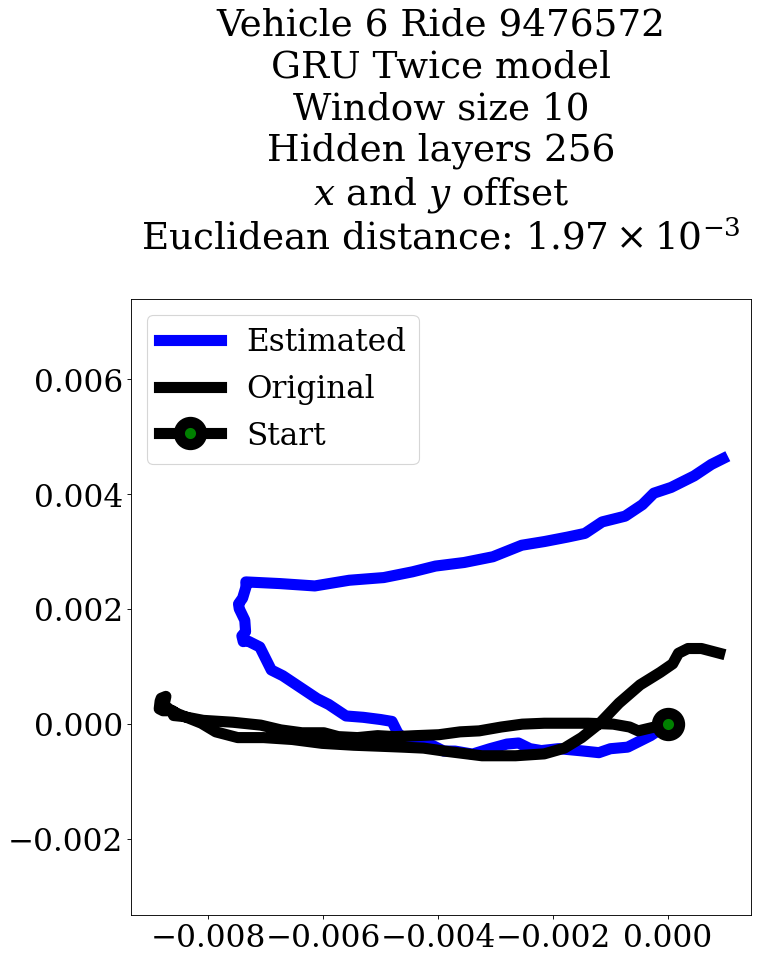 Vehicle 6 Ride 9476572
GRU Twice model
Window size 10
Hidden layers 256
x and y offset
Euclidean distance: 1.97 × 10⁻³
Estimated
Original
Start
0.006
0.004
0.002
0.000
−0.002
−0.008 −0.006 −0.004 −0.002 0.000